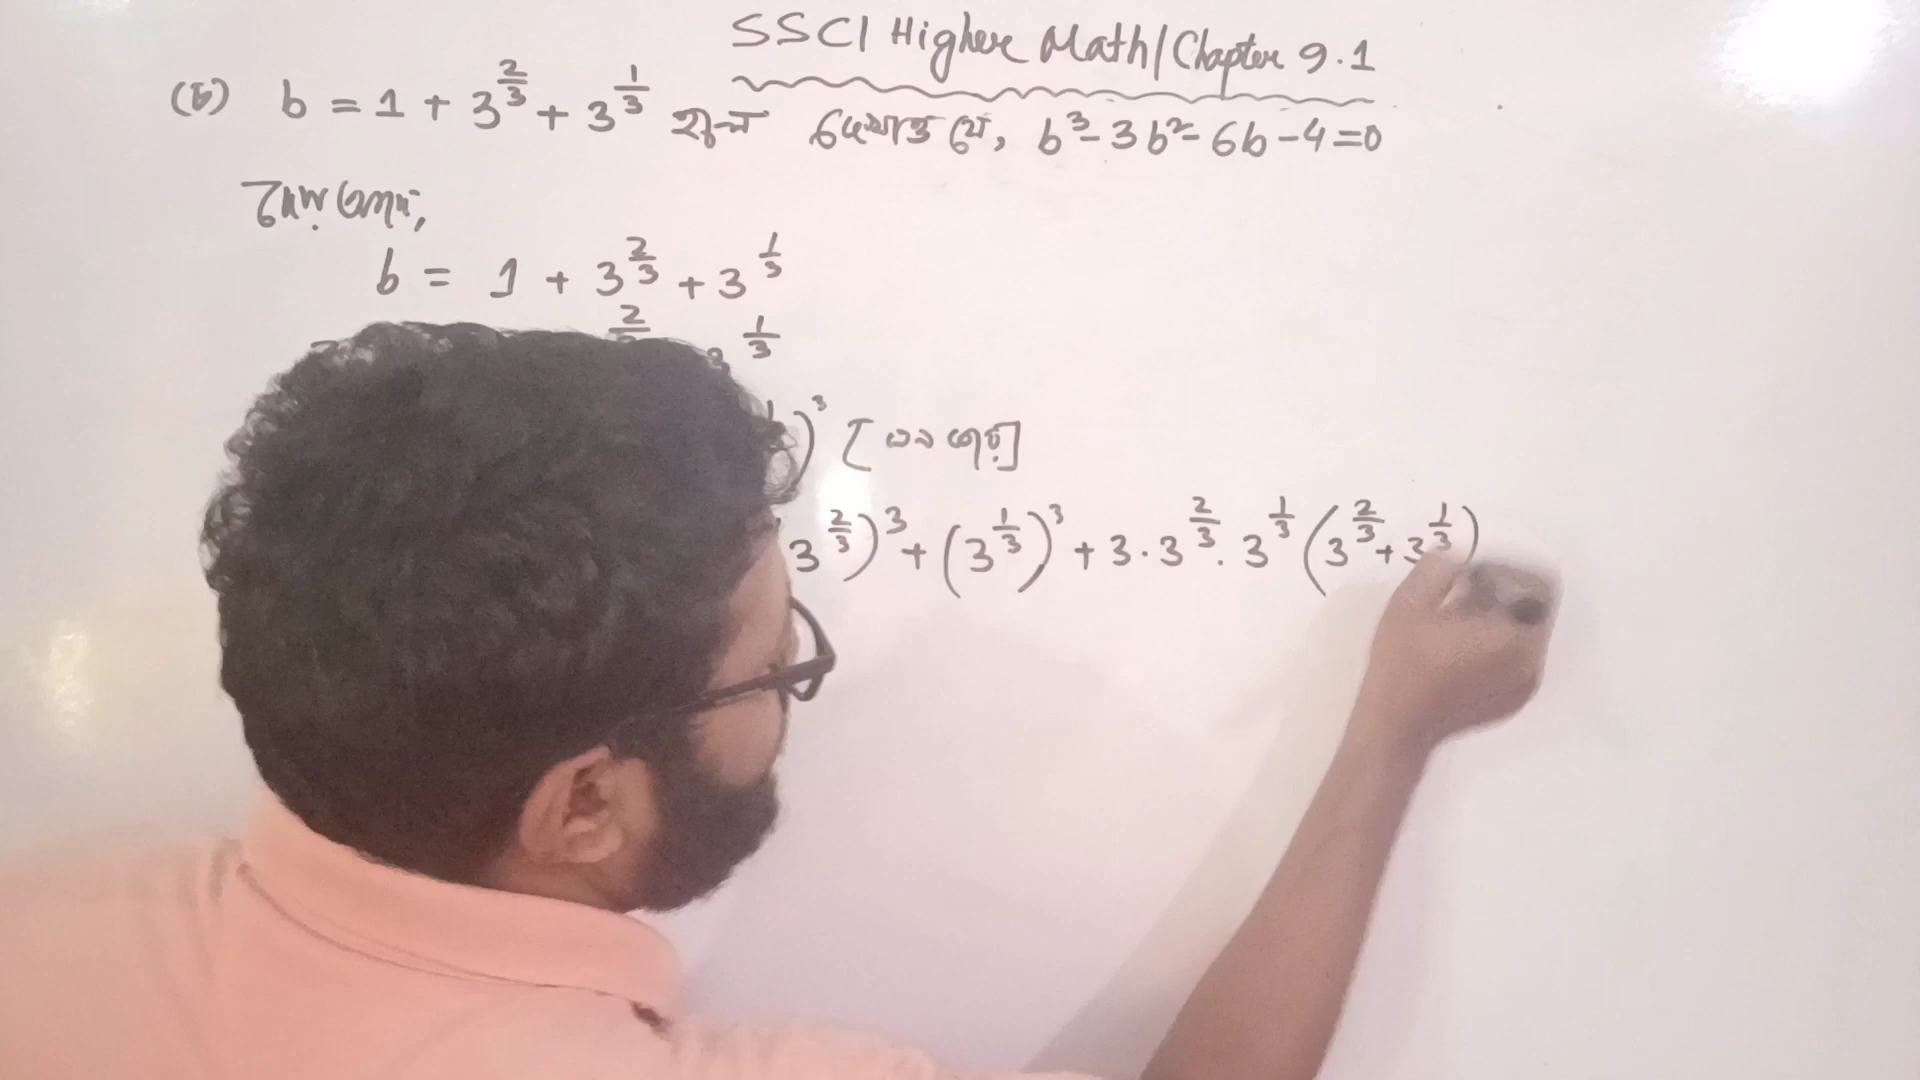 SSC | Higher Math | Chapter 9.1
(চ) b = 1 + 3^{2/3} + 3^{1/3} হলে দেখাও যে, b³ - 3b² - 6b - 4 = 0
দেওয়া আছে,
b = 1 + 3^{2/3} + 3^{1/3}
)³ [ঘন করে]
3^{2/3})³ + (3^{1/3})³ + 3·3^{2/3}·3^{1/3} (3^{2/3} + 3^{1/3})